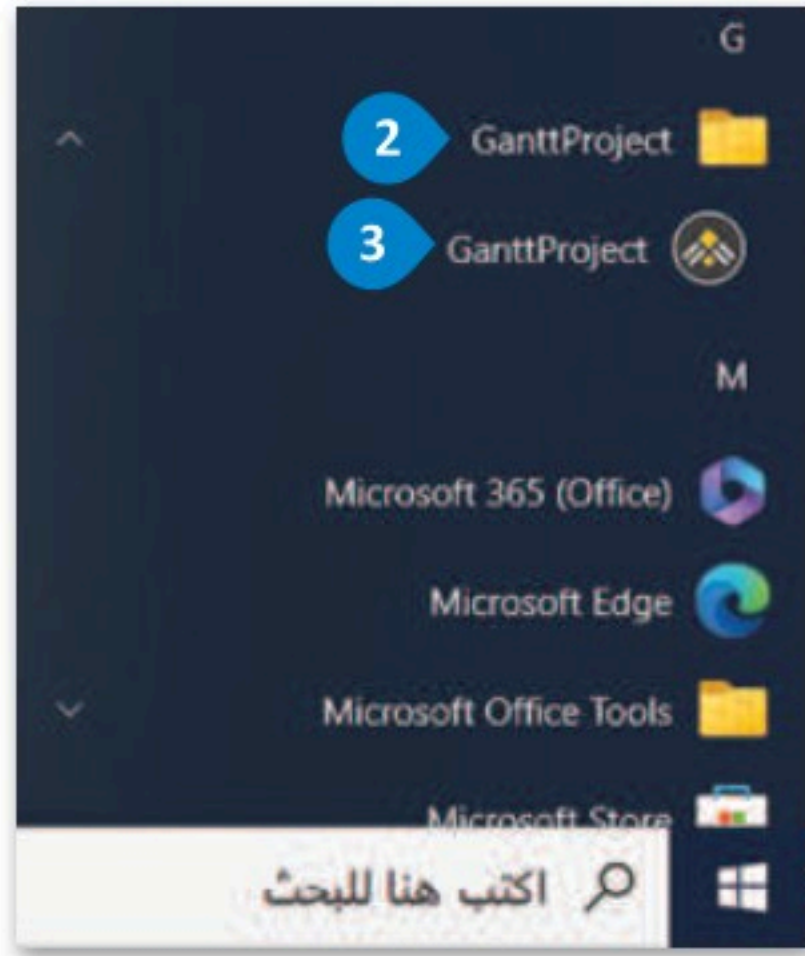 G
2 GanttProject
3 GanttProject
M
Microsoft 365 (Office)
Microsoft Edge
Microsoft Office Tools
Microsoft Store
اكتب هنا للبحث